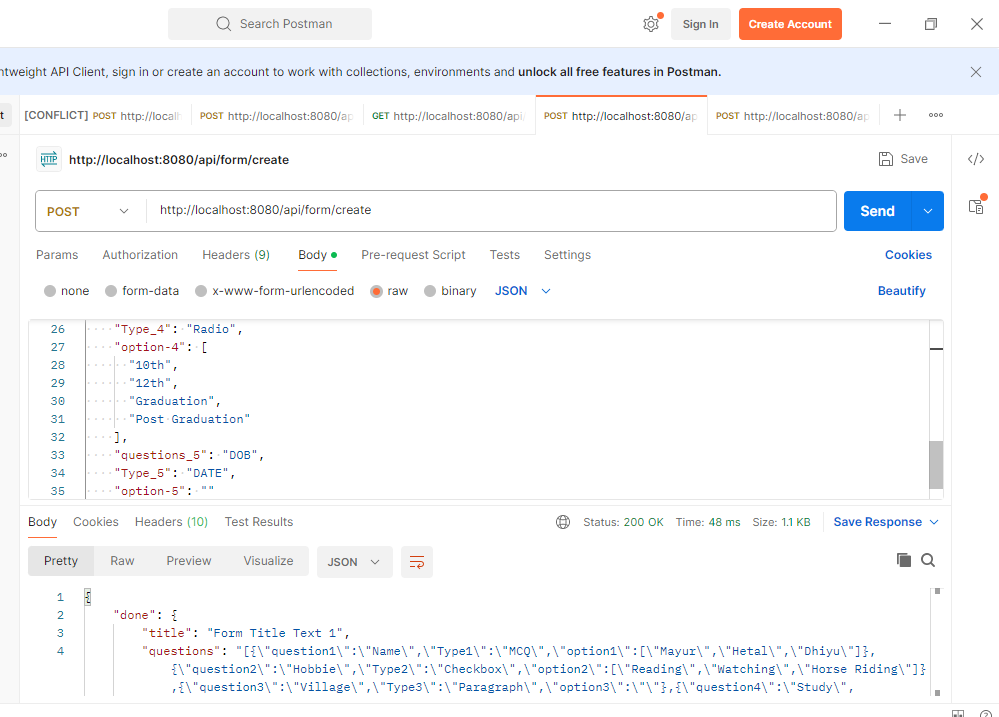 Search Postman
Sign In
Create Account
ntweight API Client, sign in or create an account to work with collections, environments and unlock all free features in Postman.
t
[CONFLICT] POST http://locall
POST http://localhost:8080/ap
GET http://localhost:8080/api.
POST http://localhost:8080/ap
POST http://localhost:8080/ap
HTTP
http://localhost:8080/api/form/create
Save
POST
http://localhost:8080/api/form/create
Send
Params
Authorization
Headers (9)
Body
Pre-request Script
Tests
Settings
Cookies
none
form-data
x-www-form-urlencoded
raw
binary
JSON
Beautify
26 "Type_4": "Radio",
27 "option-4": [
28 "10th",
29 "12th",
30 "Graduation",
31 "Post Graduation"
32 ],
33 "questions_5": "DOB",
34 "Type_5": "DATE",
35 "option-5": ""
Body
Cookies
Headers (10)
Test Results
Status: 200 OK
Time: 48 ms
Size: 1.1 KB
Save Response
Pretty
Raw
Preview
Visualize
JSON
1 {
2 "done": {
3 "title": "Form Title Text 1",
4 "questions": "[{\"question1\":\"Name\",\"Type1\":\"MCQ\",\"option1\":[\"Mayur\",\"Hetal\",\"Dhiyu\"]},
{\"question2\":\"Hobbie\",\"Type2\":\"Checkbox\",\"option2\":[\"Reading\",\"Watching\",\"Horse Riding\"]}
,{\"question3\":\"Village\",\"Type3\":\"Paragraph\",\"option3\":\"\"},{\"question4\":\"Study\",